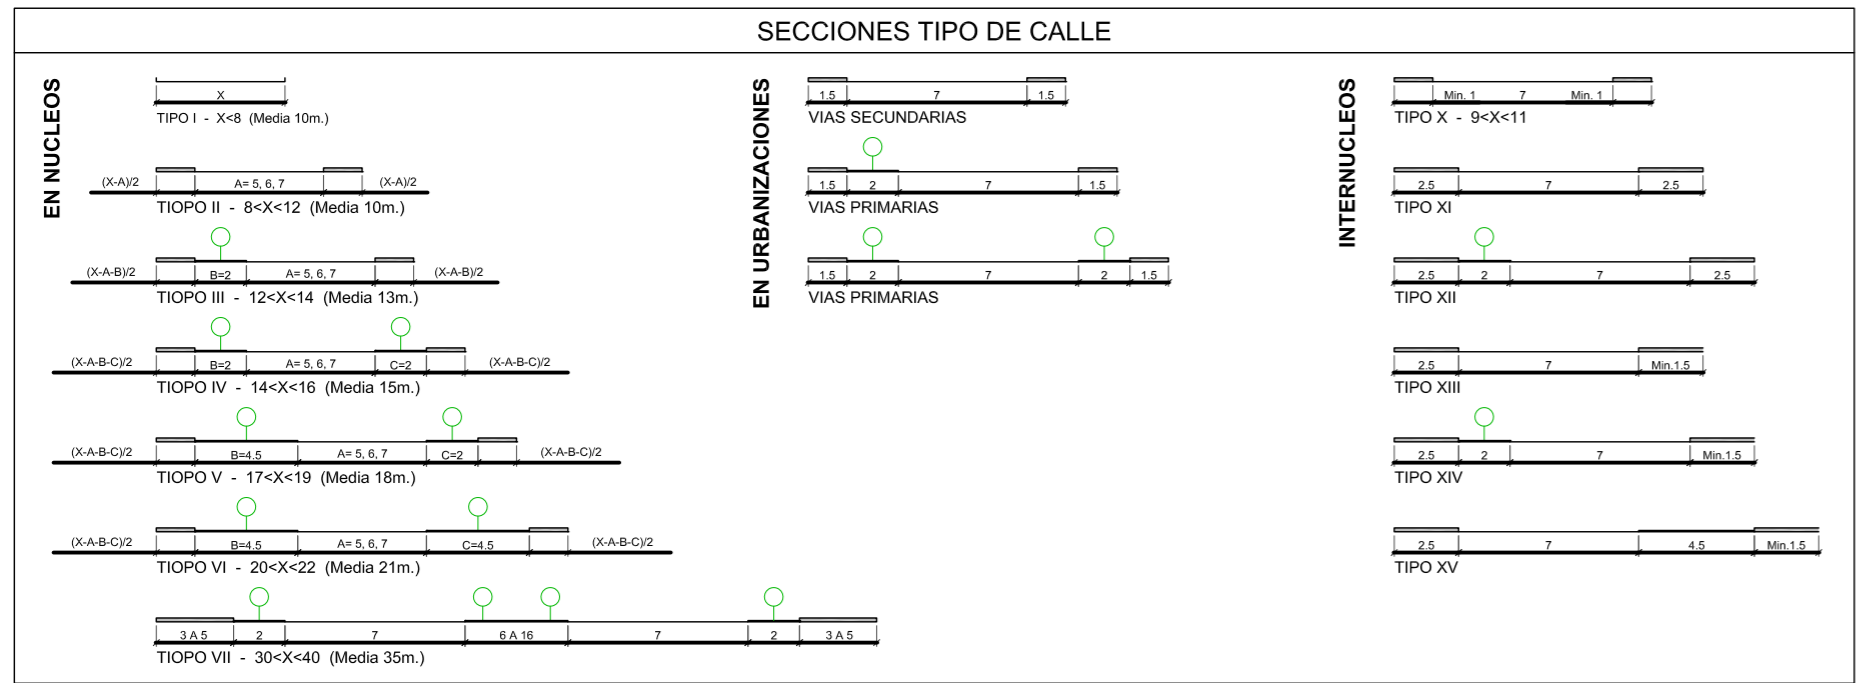 SECCIONES TIPO DE CALLE
EN NUCLEOS
X
TIPO I - X<8 (Media 10m.)
(X-A)/2 A= 5, 6, 7 (X-A)/2
TIOPO II - 8<X<12 (Media 10m.)
(X-A-B)/2 B=2 A= 5, 6, 7 (X-A-B)/2
TIOPO III - 12<X<14 (Media 13m.)
(X-A-B-C)/2 B=2 A= 5, 6, 7 C=2 (X-A-B-C)/2
TIOPO IV - 14<X<16 (Media 15m.)
(X-A-B-C)/2 B=4.5 A= 5, 6, 7 C=2 (X-A-B-C)/2
TIOPO V - 17<X<19 (Media 18m.)
(X-A-B-C)/2 B=4.5 A= 5, 6, 7 C=4.5 (X-A-B-C)/2
TIOPO VI - 20<X<22 (Media 21m.)
3 A 5 2 7 6 A 16 7 2 3 A 5
TIOPO VII - 30<X<40 (Media 35m.)
EN URBANIZACIONES
1.5 7 1.5
VIAS SECUNDARIAS
1.5 2 7 1.5
VIAS PRIMARIAS
1.5 2 7 2 1.5
VIAS PRIMARIAS
INTERNUCLEOS
Min. 1 7 Min. 1
TIPO X - 9<X<11
2.5 7 2.5
TIPO XI
2.5 2 7 2.5
TIPO XII
2.5 7 Min.1.5
TIPO XIII
2.5 2 7 Min.1.5
TIPO XIV
2.5 7 4.5 Min.1.5
TIPO XV